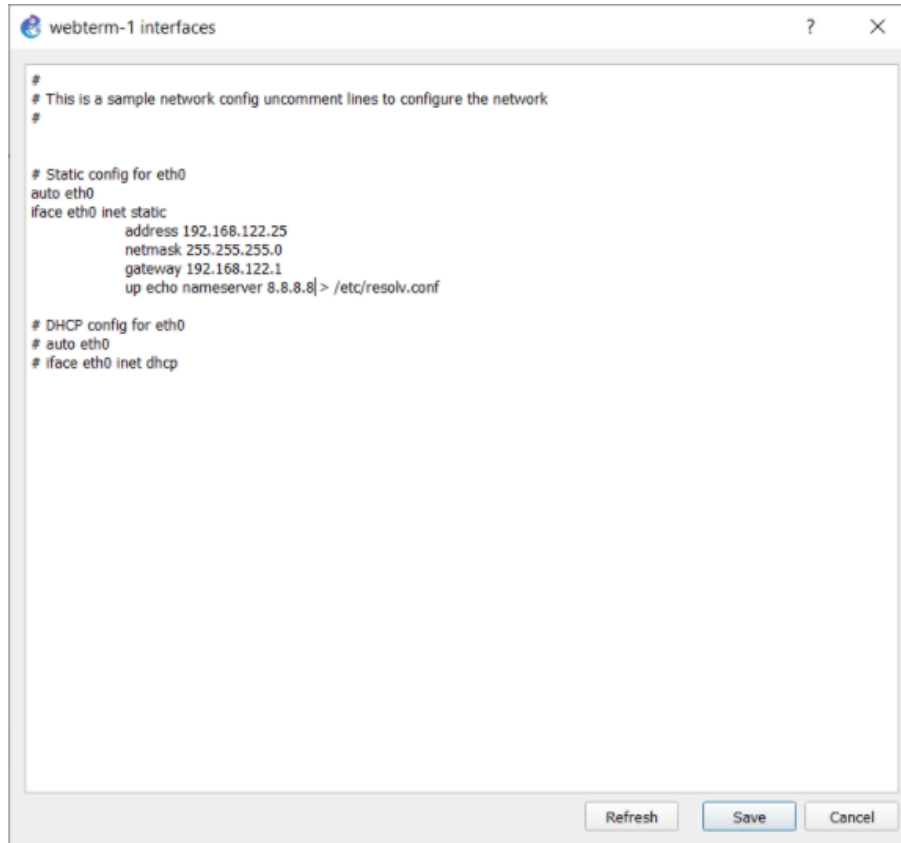 webterm-1 interfaces
?
#
# This is a sample network config uncomment lines to configure the network
#
# Static config for eth0
auto eth0
iface eth0 inet static
address 192.168.122.25
netmask 255.255.255.0
gateway 192.168.122.1
up echo nameserver 8.8.8.8 > /etc/resolv.conf
# DHCP config for eth0
# auto eth0
# iface eth0 inet dhcp
Refresh Save Cancel